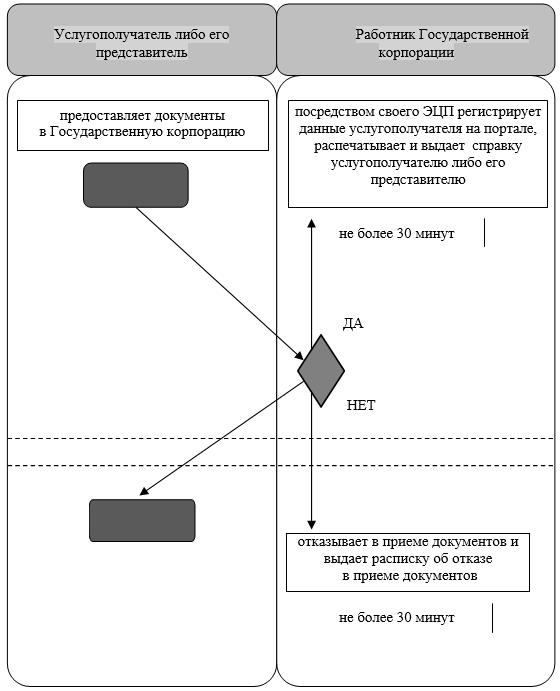 Услугополучатель либо его
представитель
Работник Государственной
корпорации
предоставляет документы
в Государственную корпорацию
посредством своего ЭЦП регистрирует
данные услугополучателя на портале,
распечатывает и выдает справку
услугополучателю либо его
представителю
не более 30 минут
ДА
НЕТ
отказывает в приеме документов и
выдает расписку об отказе
в приеме документов
не более 30 минут